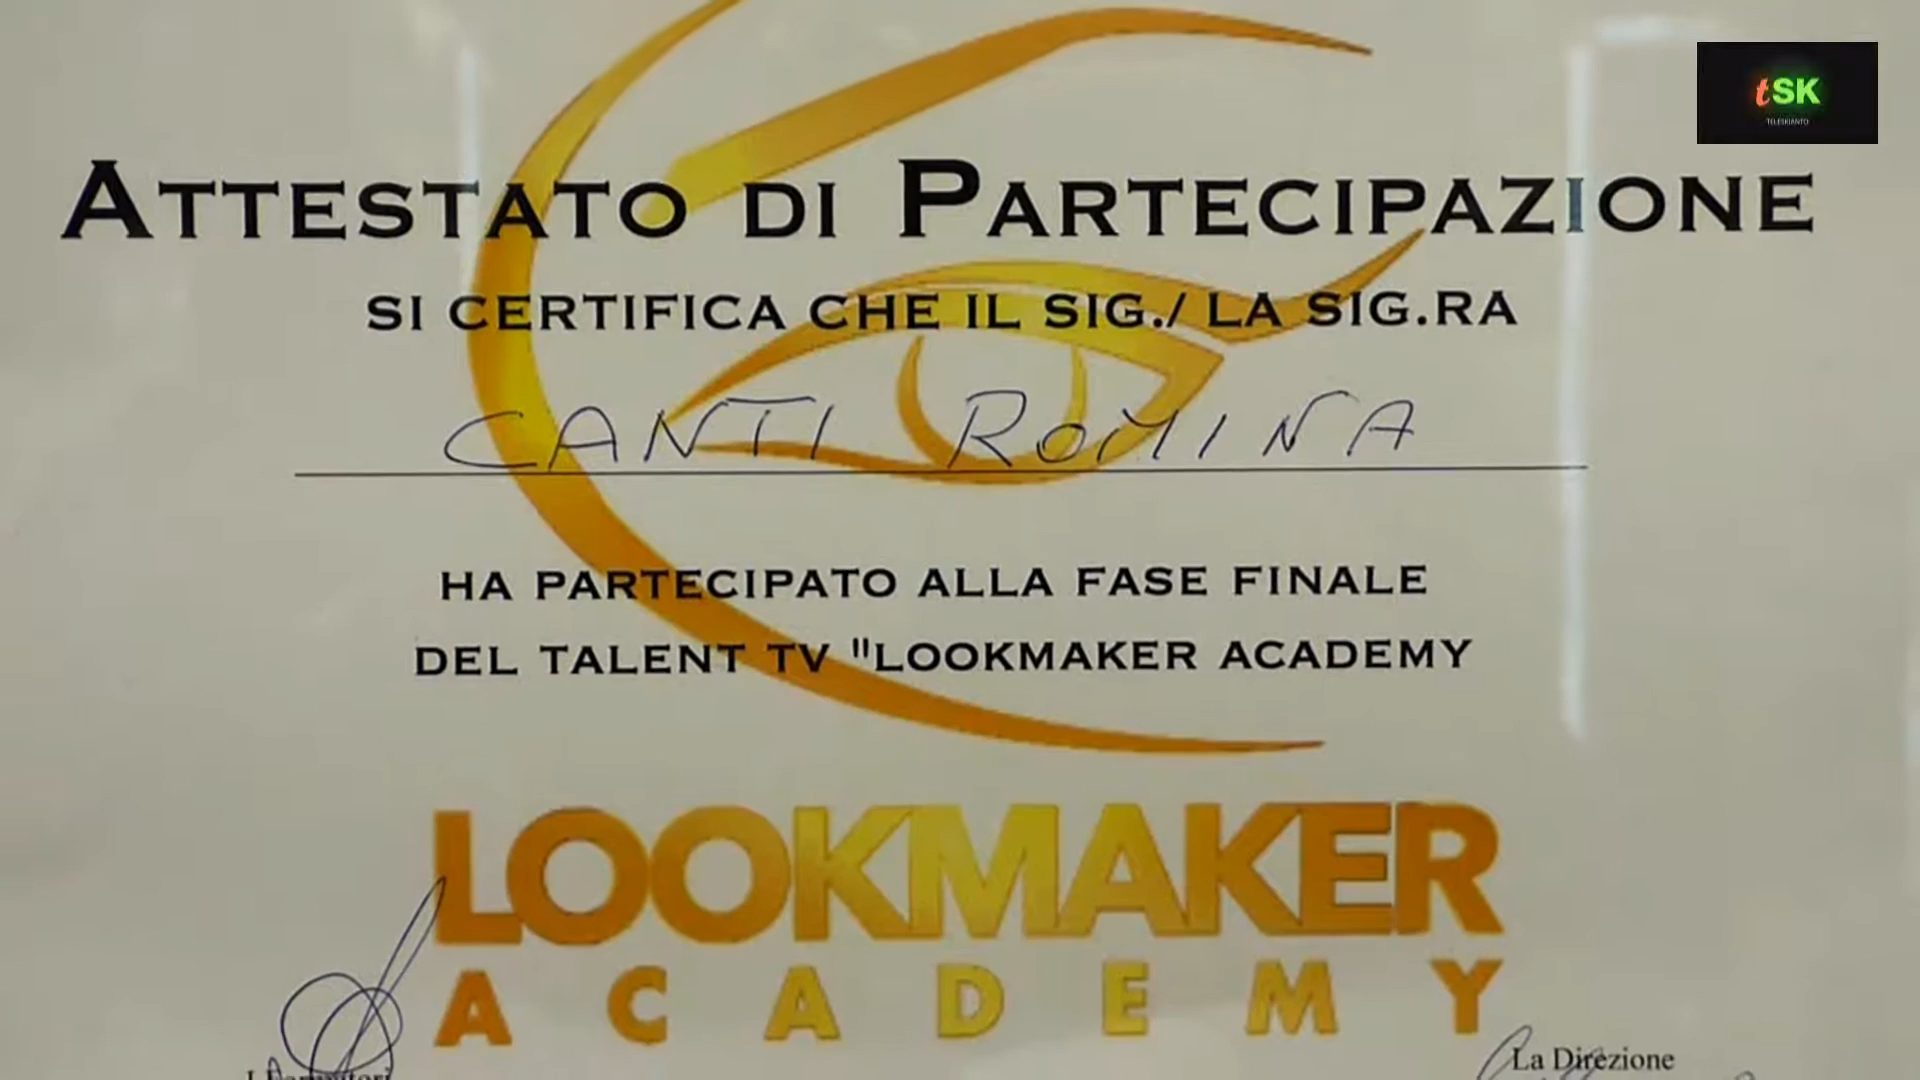 tSK
TELESKIANTO
ATTESTATO DI PARTECIPAZIONE
SI CERTIFICA CHE IL SIG./ LA SIG.RA
CANTI ROMINA
HA PARTECIPATO ALLA FASE FINALE
DEL TALENT TV "LOOKMAKER ACADEMY
LOOKMAKER
ACADEMY
La Direzione